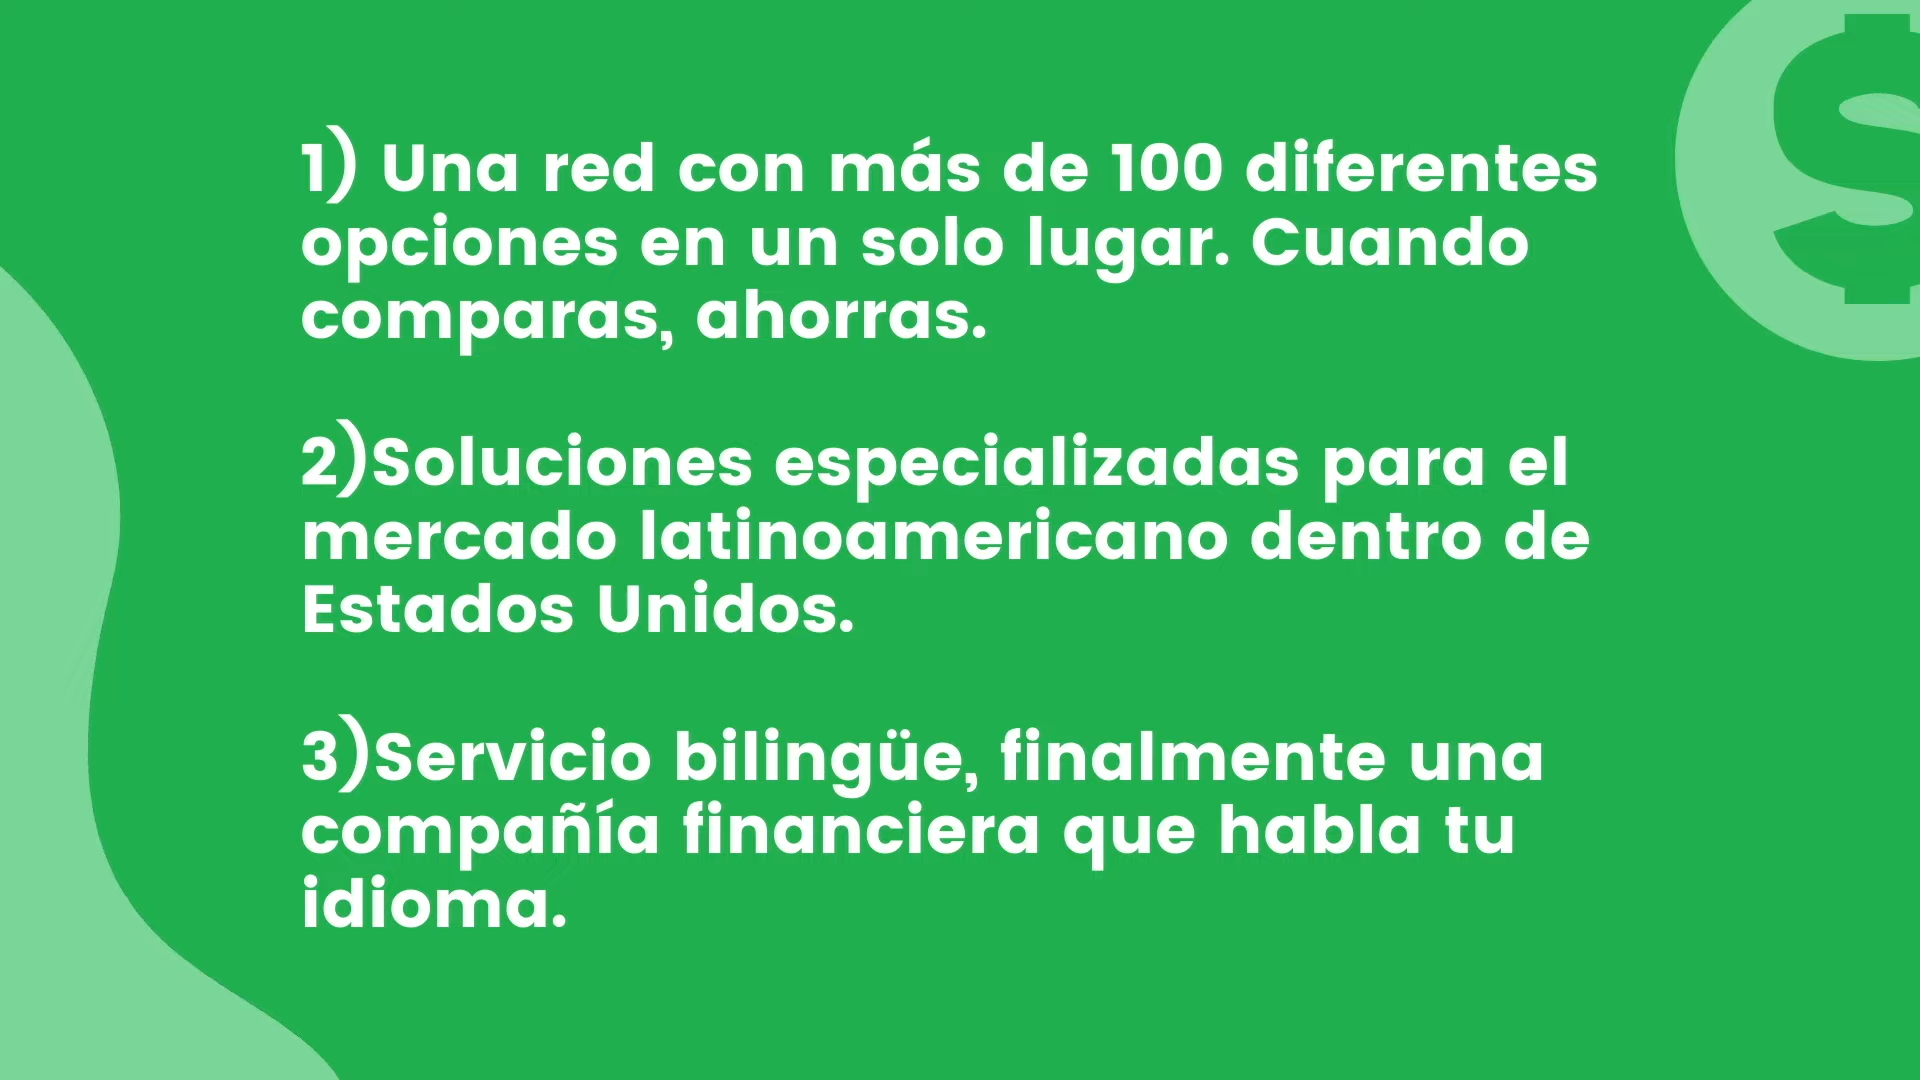 1) Una red con más de 100 diferentes
opciones en un solo lugar. Cuando
comparas, ahorras.
2)Soluciones especializadas para el
mercado latinoamericano dentro de
Estados Unidos.
3)Servicio bilingüe, finalmente una
compañía financiera que habla tu
idioma.
$